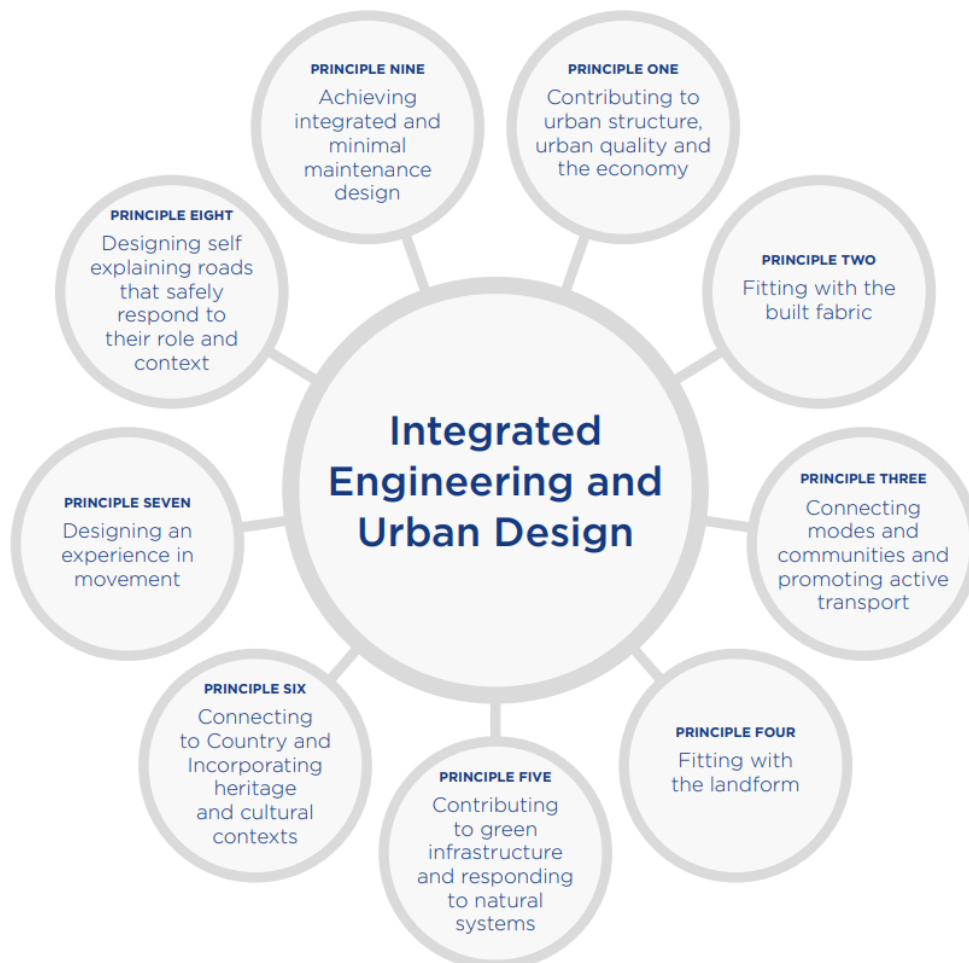 Integrated
Engineering and
Urban Design
PRINCIPLE ONE
Contributing to
urban structure,
urban quality and
the economy
PRINCIPLE TWO
Fitting with the
built fabric
PRINCIPLE THREE
Connecting
modes and
communities and
promoting active
transport
PRINCIPLE FOUR
Fitting with
the landform
PRINCIPLE FIVE
Contributing
to green
infrastructure
and responding
to natural
systems
PRINCIPLE SIX
Connecting
to Country and
Incorporating
heritage
and cultural
contexts
PRINCIPLE SEVEN
Designing an
experience in
movement
PRINCIPLE EIGHT
Designing self
explaining roads
that safely
respond to
their role and
context
PRINCIPLE NINE
Achieving
integrated and
minimal
maintenance
design